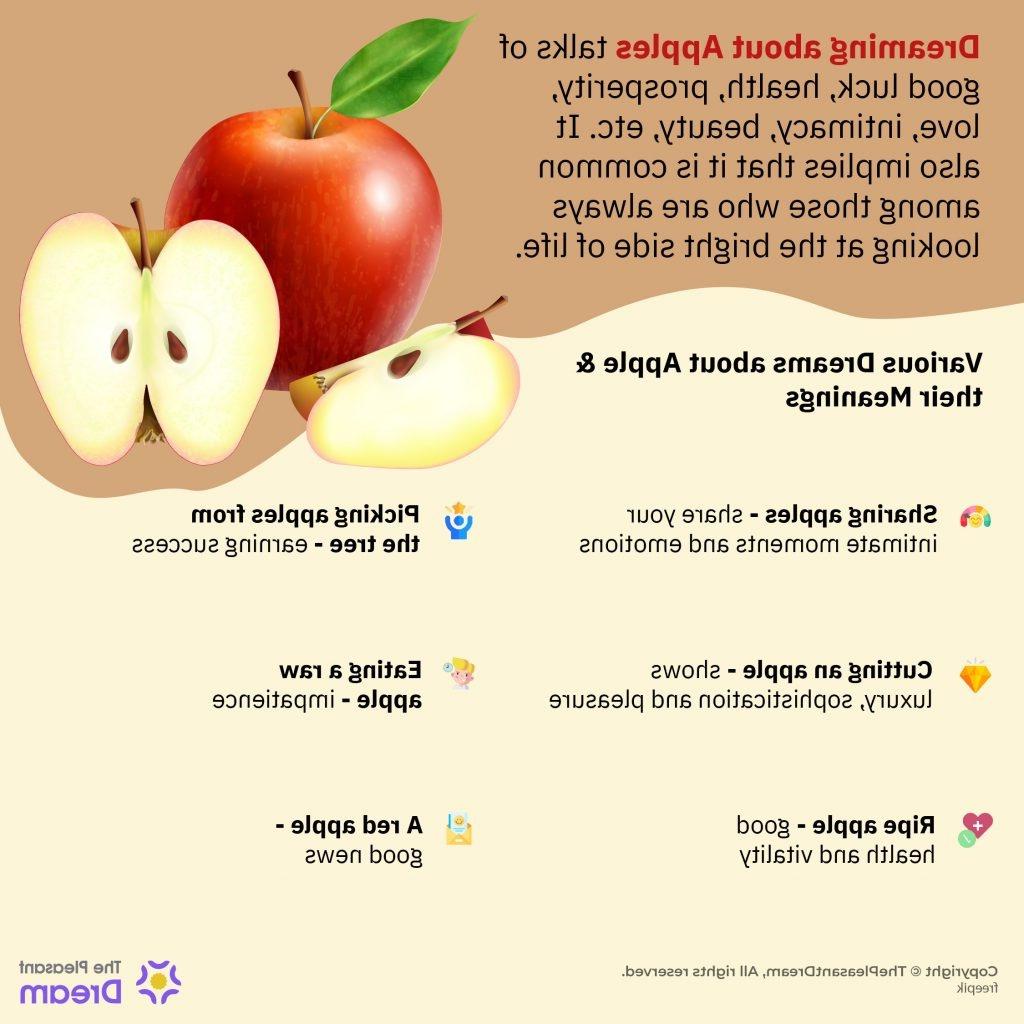 Dreaming about Apples talks of
good luck, health, prosperity,
love, intimacy, beauty, etc. It
also implies that it is common
among those who are always
looking at the bright side of life.
Various Dreams about Apple &
their Meanings
Sharing apples - share your
intimate moments and emotions
Picking apples from
the tree - earning success
Cutting an apple - shows
luxury, sophistication and pleasure
Eating a raw
apple - impatience
Ripe apple - good
health and vitality
A red apple -
good news
Copyright © ThePleasantDream, All rights reserved.
freepik
The Pleasant
Dream